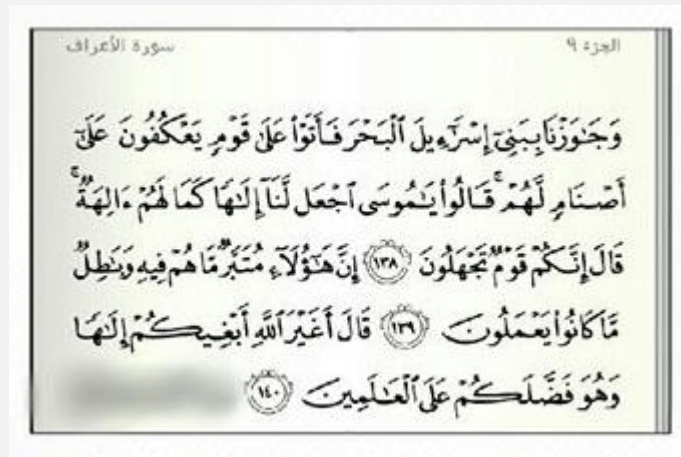 الجزء ٩ سورة الأعراف
وَجَٰوَزْنَا بِبَنِىٓ إِسْرَٰٓءِيلَ ٱلْبَحْرَ فَأَتَوْا۟ عَلَىٰ قَوْمٍ يَعْكُفُونَ عَلَىٰٓ
أَصْنَامٍ لَّهُمْ ۚ قَالُوا۟ يَٰمُوسَى ٱجْعَل لَّنَآ إِلَٰهًا كَمَا لَهُمْ ءَالِهَةٌ ۚ
قَالَ إِنَّكُمْ قَوْمٌ تَجْهَلُونَ ١٣٨ إِنَّ هَٰٓؤُلَآءِ مُتَبَّرٌ مَّا هُمْ فِيهِ وَبَٰطِلٌ
مَّا كَانُوا۟ يَعْمَلُونَ ١٣٩ قَالَ أَغَيْرَ ٱللَّهِ أَبْغِيكُمْ إِلَٰهًا
وَهُوَ فَضَّلَكُمْ عَلَى ٱلْعَٰلَمِينَ ١٤٠